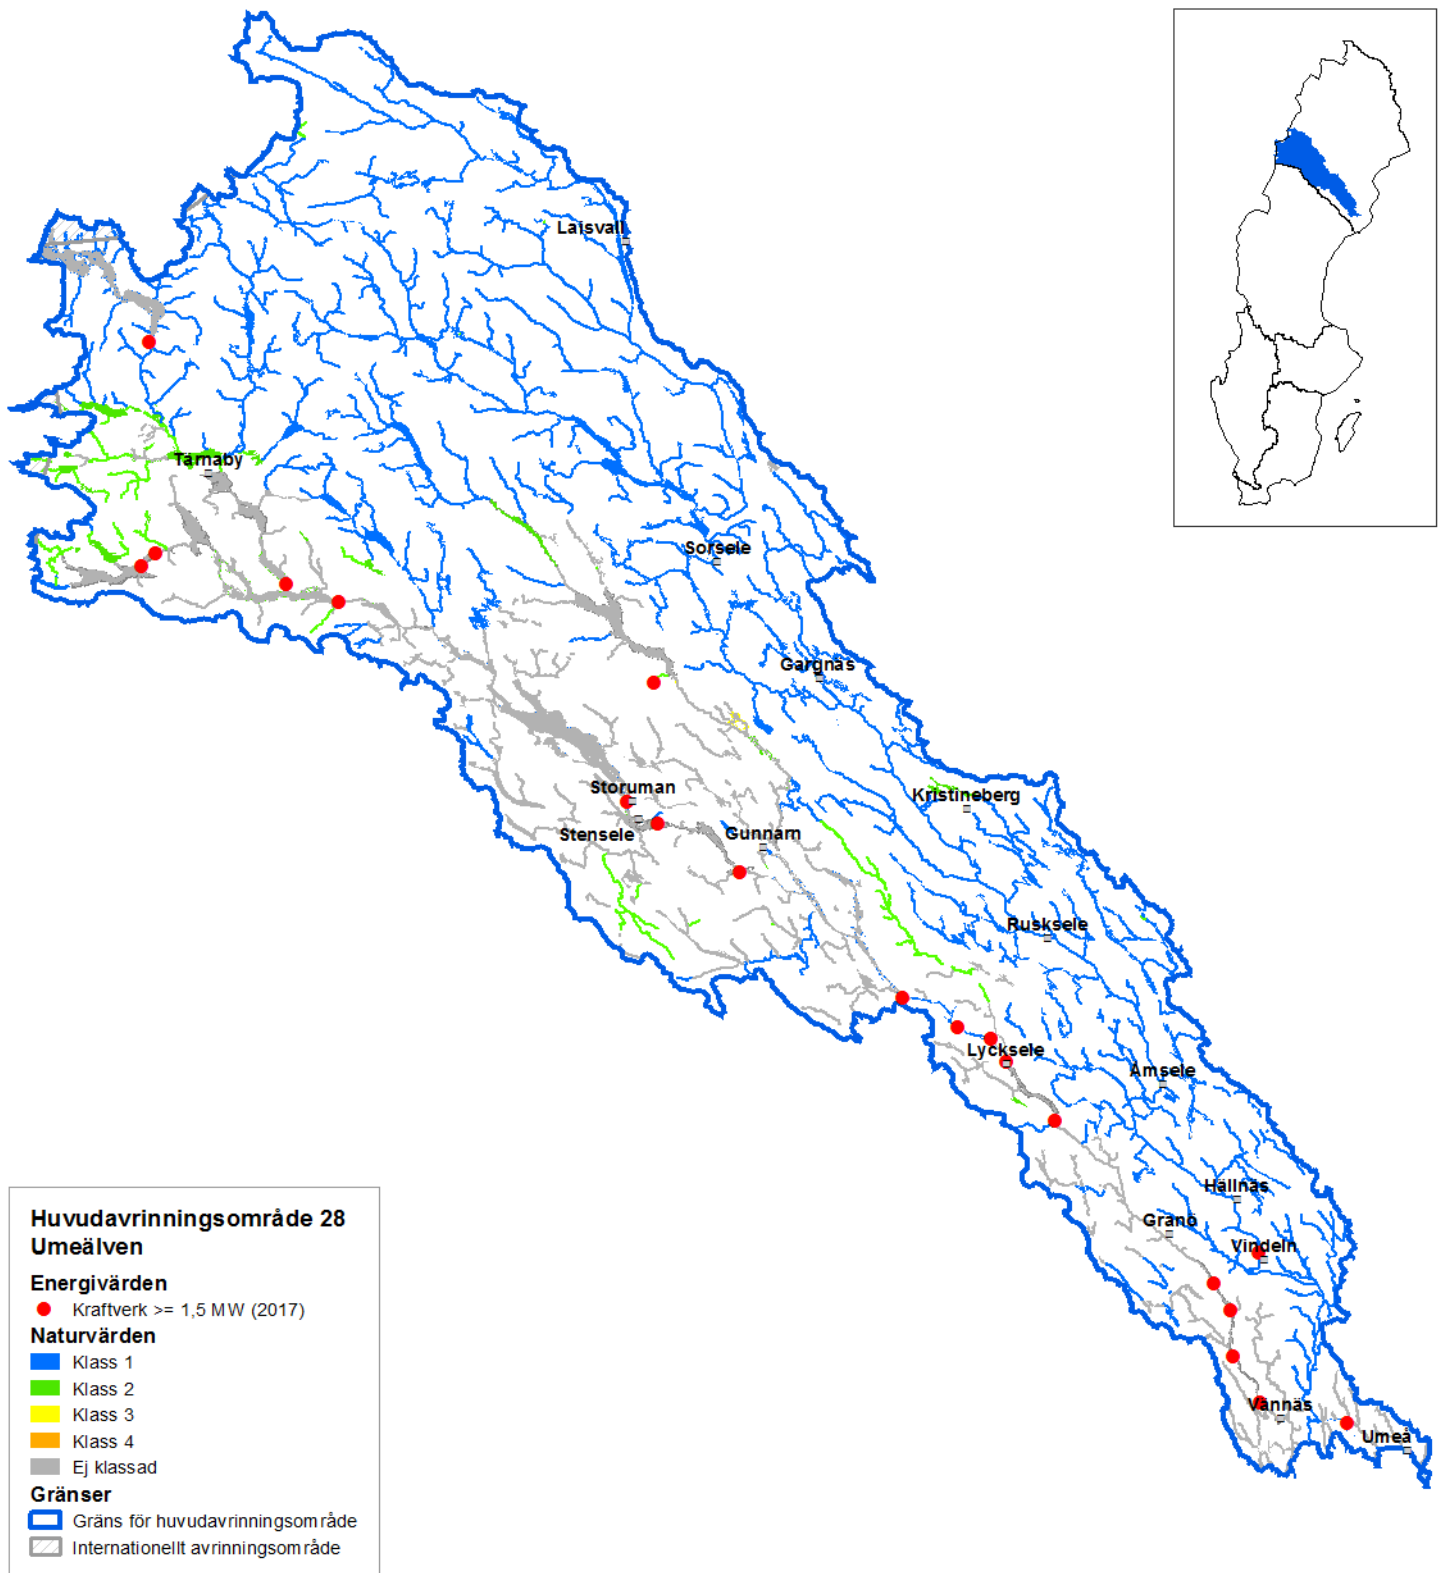 Laisvall
Tärnaby
Sorsele
Gargnäs
Storuman
Kristineberg
Stensele
Gunnarn
Rusksele
Lycksele
Åmsele
Hällnäs
Granö
Vindeln
Vännäs
Umeå
Huvudavrinningsområde 28
Umeälven
Energivärden
Kraftverk >= 1,5 MW (2017)
Naturvärden
Klass 1
Klass 2
Klass 3
Klass 4
Ej klassad
Gränser
Gräns för huvudavrinningsområde
Internationellt avrinningsområde